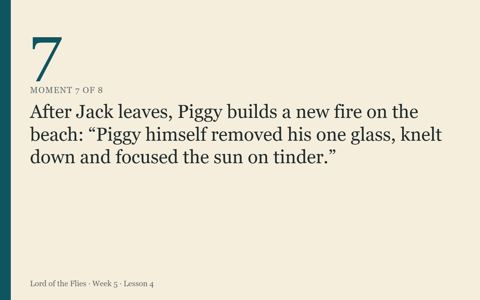 7
MOMENT 7 OF 8
After Jack leaves, Piggy builds a new fire on the
beach: “Piggy himself removed his one glass, knelt
down and focused the sun on tinder.”
Lord of the Flies · Week 5 · Lesson 4